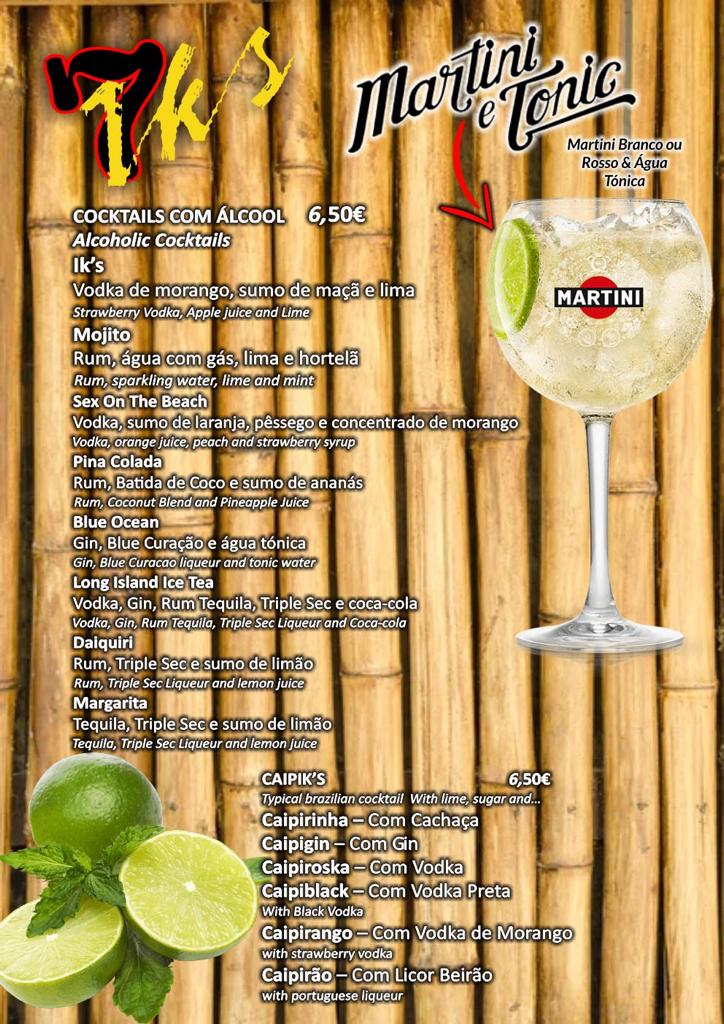 7 Ik's
Martini
e Tonic
Martini Branco ou
Rosso & Água
Tónica
MARTINI
COCKTAILS COM ÁLCOOL 6,50€
Alcoholic Cocktails
Ik's
Vodka de morango, sumo de maçã e lima
Strawberry Vodka, Apple juice and Lime
Mojito
Rum, água com gás, lima e hortelã
Rum, sparkling water, lime and mint
Sex On The Beach
Vodka, sumo de laranja, pêssego e concentrado de morango
Vodka, orange juice, peach and strawberry syrup
Pina Colada
Rum, Batida de Coco e sumo de ananás
Rum, Coconut Blend and Pineapple Juice
Blue Ocean
Gin, Blue Curação e água tónica
Gin, Blue Curacao liqueur and tonic water
Long Island Ice Tea
Vodka, Gin, Rum Tequila, Triple Sec e coca-cola
Vodka, Gin, Rum Tequila, Triple Sec Liqueur and Coca-cola
Daiquiri
Rum, Triple Sec e sumo de limão
Rum, Triple Sec Liqueur and lemon juice
Margarita
Tequila, Triple Sec e sumo de limão
Tequila, Triple Sec Liqueur and lemon juice
CAIPIK'S 6,50€
Typical brazilian cocktail With lime, sugar and...
Caipirinha – Com Cachaça
Caipigin – Com Gin
Caipiroska – Com Vodka
Caipiblack – Com Vodka Preta
With Black Vodka
Caipirango – Com Vodka de Morango
with strawberry vodka
Caipirão – Com Licor Beirão
with portuguese liqueur